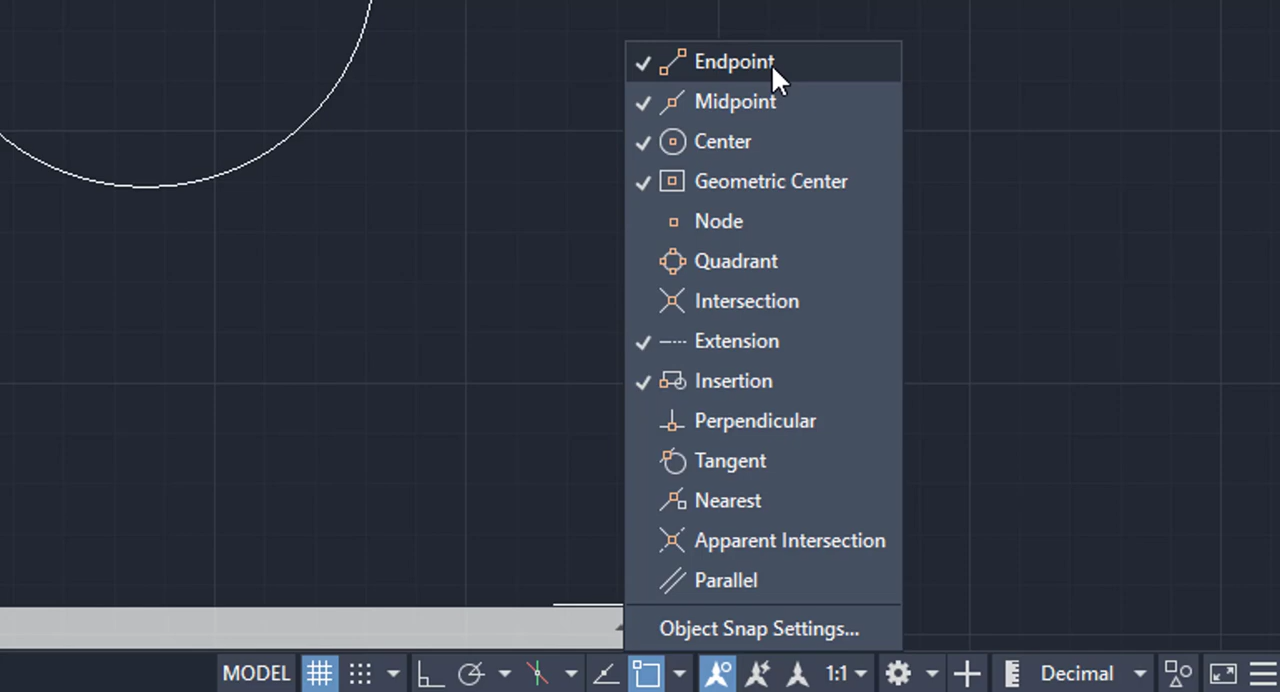 Endpoint
Midpoint
Center
Geometric Center
Node
Quadrant
Intersection
Extension
Insertion
Perpendicular
Tangent
Nearest
Apparent Intersection
Parallel
Object Snap Settings...
MODEL 1:1 Decimal